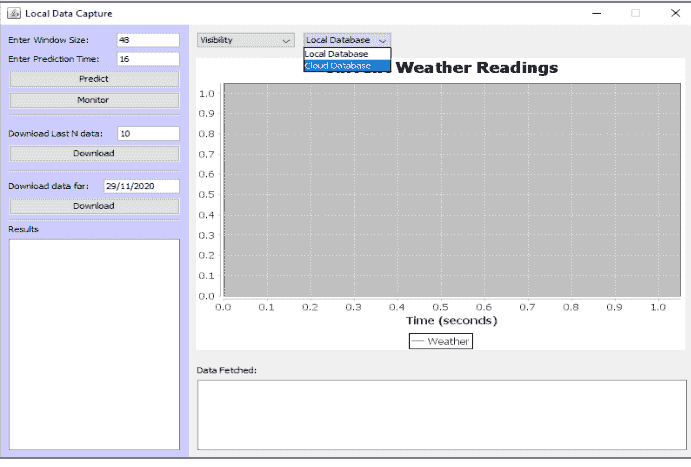 Local Data Capture
Enter Window Size: 48
Enter Prediction Time: 16
Predict
Monitor
Download Last N data: 10
Download
Download data for: 29/11/2020
Download
Results
Visibility
Local Database
Local Database
Cloud Database
Weather Readings
1.0
0.9
0.8
0.7
0.6
0.5
0.4
0.3
0.2
0.1
0.0
0.0 0.1 0.2 0.3 0.4 0.5 0.6 0.7 0.8 0.9 1.0
Time (seconds)
Weather
Data Fetched: